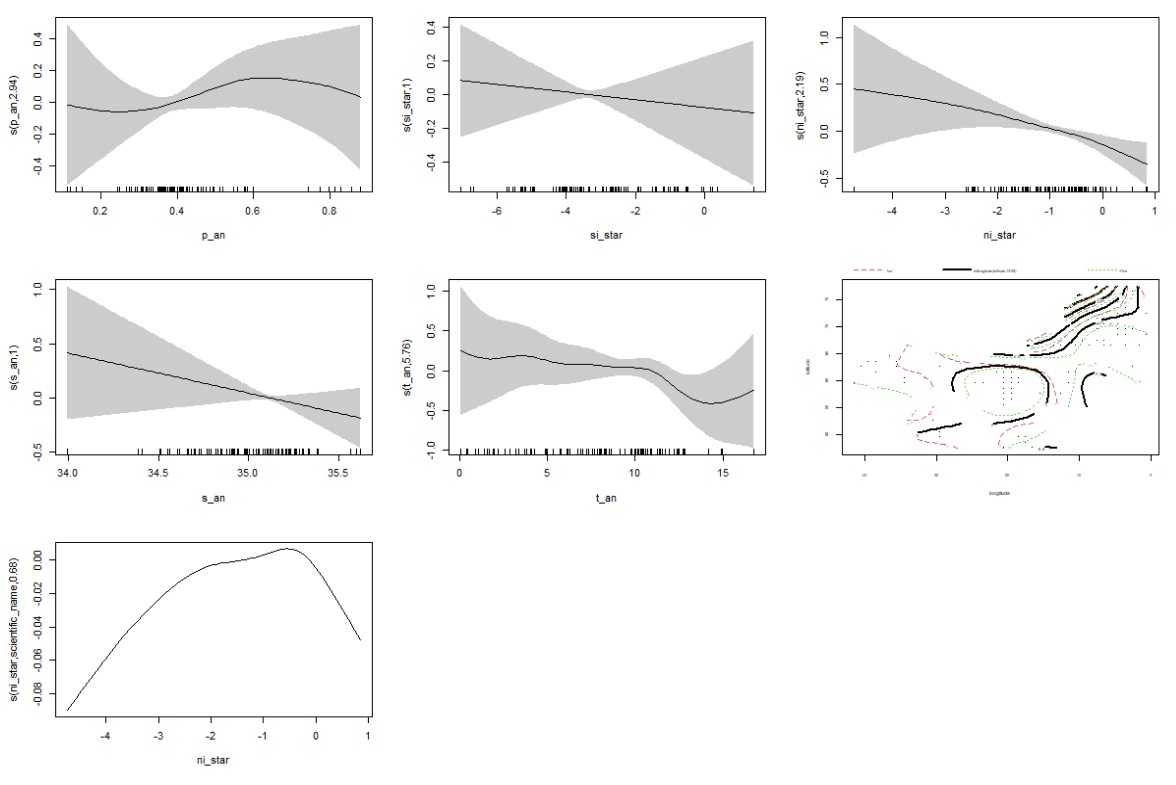 s(p_an,2.94)
0.4
0.2
0.0
-0.2
-0.4
0.2 0.4 0.6 0.8
p_an
s(si_star,1)
0.4
0.2
0.0
-0.2
-0.4
-6 -4 -2 0
si_star
s(ni_star,2.19)
1.0
0.5
0.0
-0.5
-4 -3 -2 -1 0 1
ni_star
s(s_an,1)
1.0
0.5
0.0
-0.5
34.0 34.5 35.0 35.5
s_an
s(t_an,5.76)
1.0
0.5
0.0
-0.5
-1.0
0 5 10 15
t_an
latitude
longitude
s(ni_star,scientific_name,0.68)
0.00
-0.02
-0.04
-0.06
-0.08
-4 -3 -2 -1 0 1
ni_star